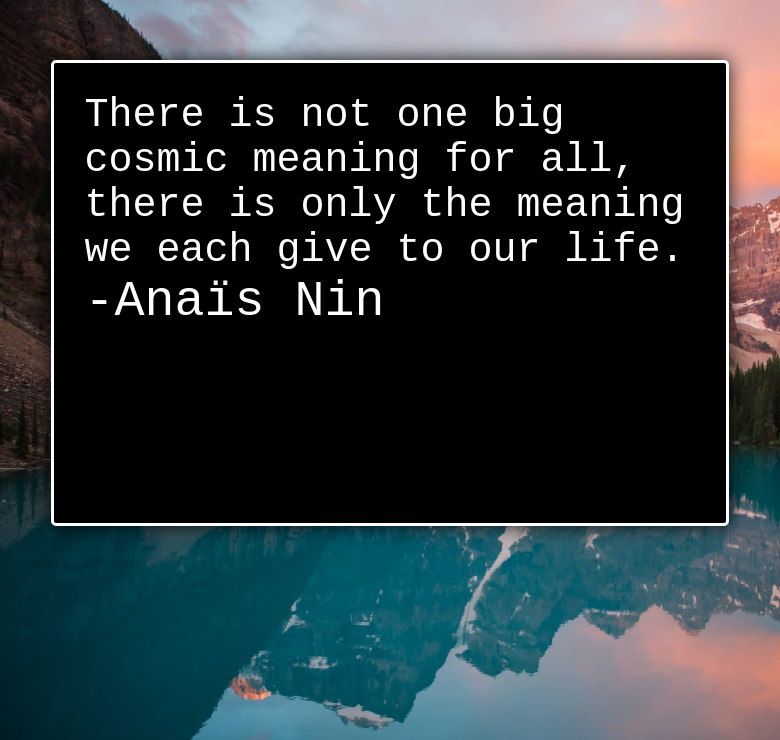 There is not one big
cosmic meaning for all,
there is only the meaning
we each give to our life.
-Anaïs Nin